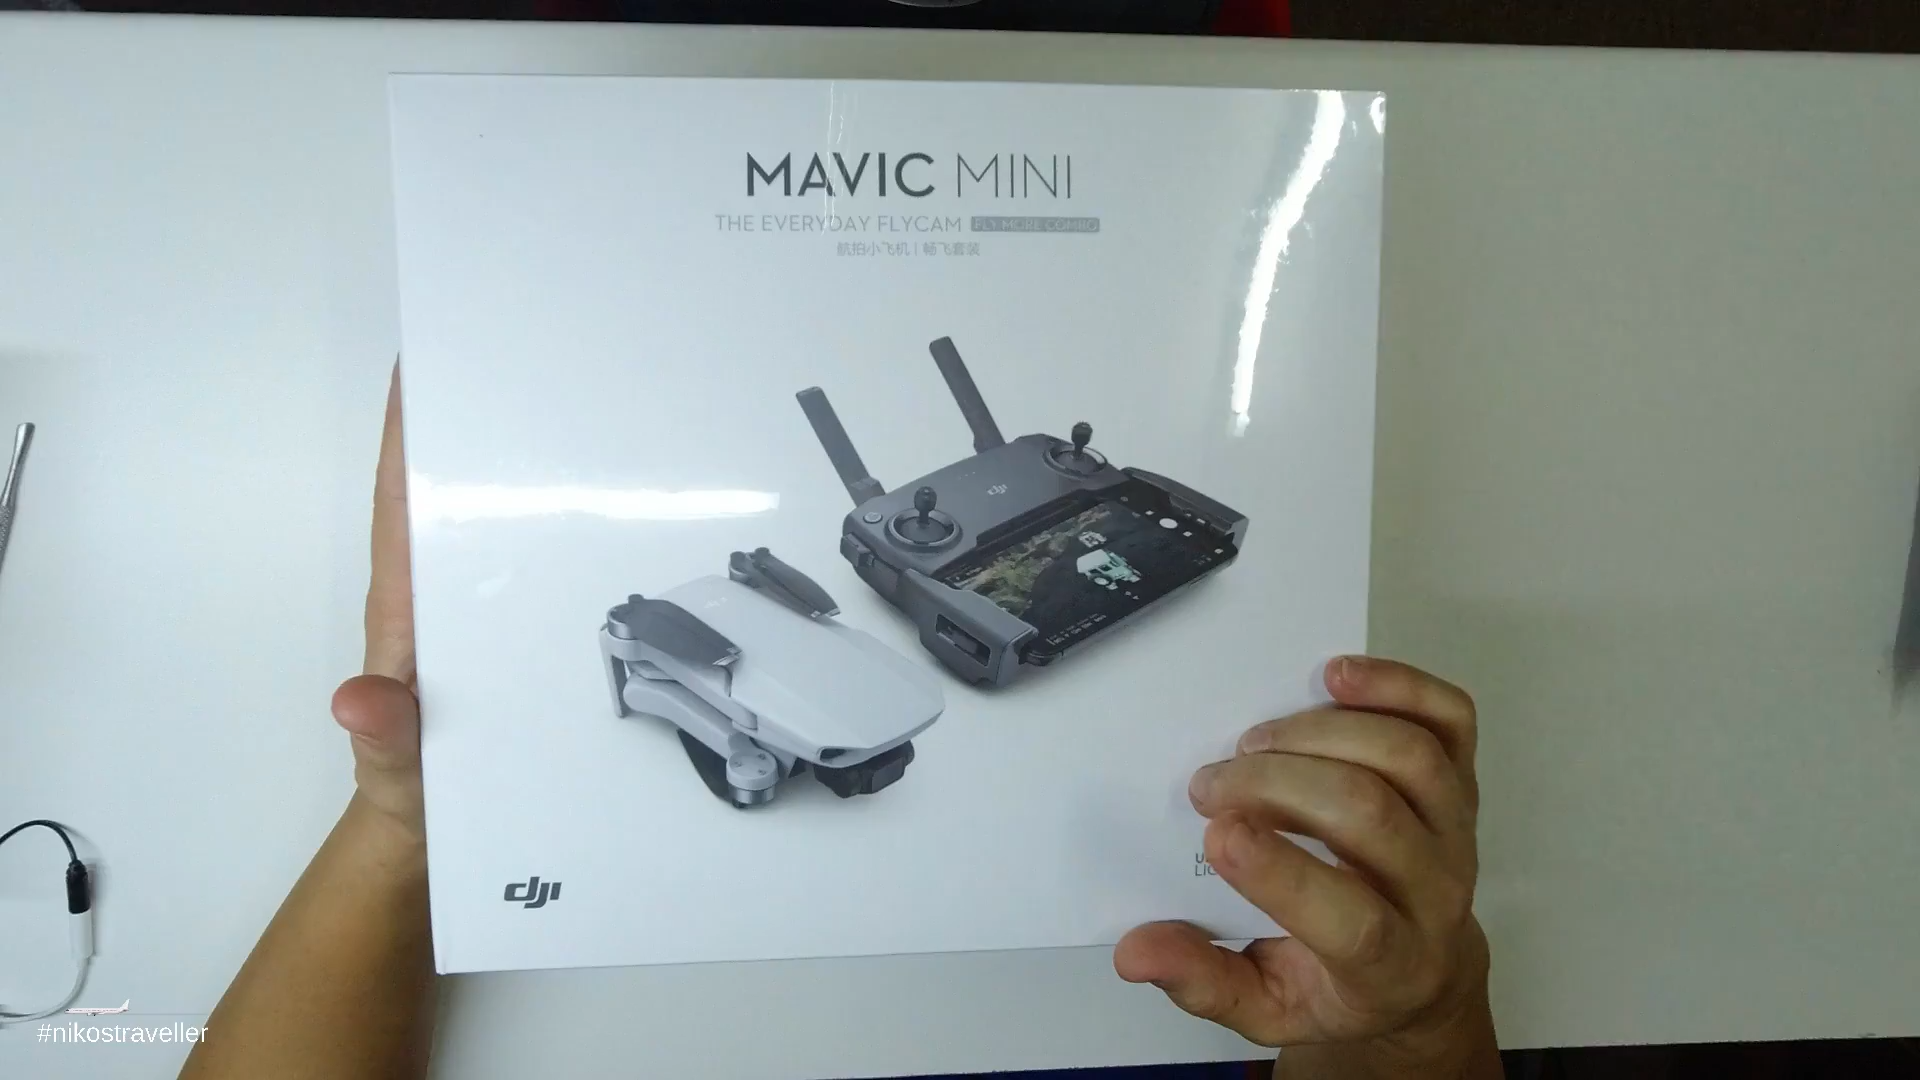 MAVIC MINI
THE EVERYDAY FLYCAM FLY MORE COMBO
航拍小飞机 | 畅飞套装
dji
dji
#nikostraveller